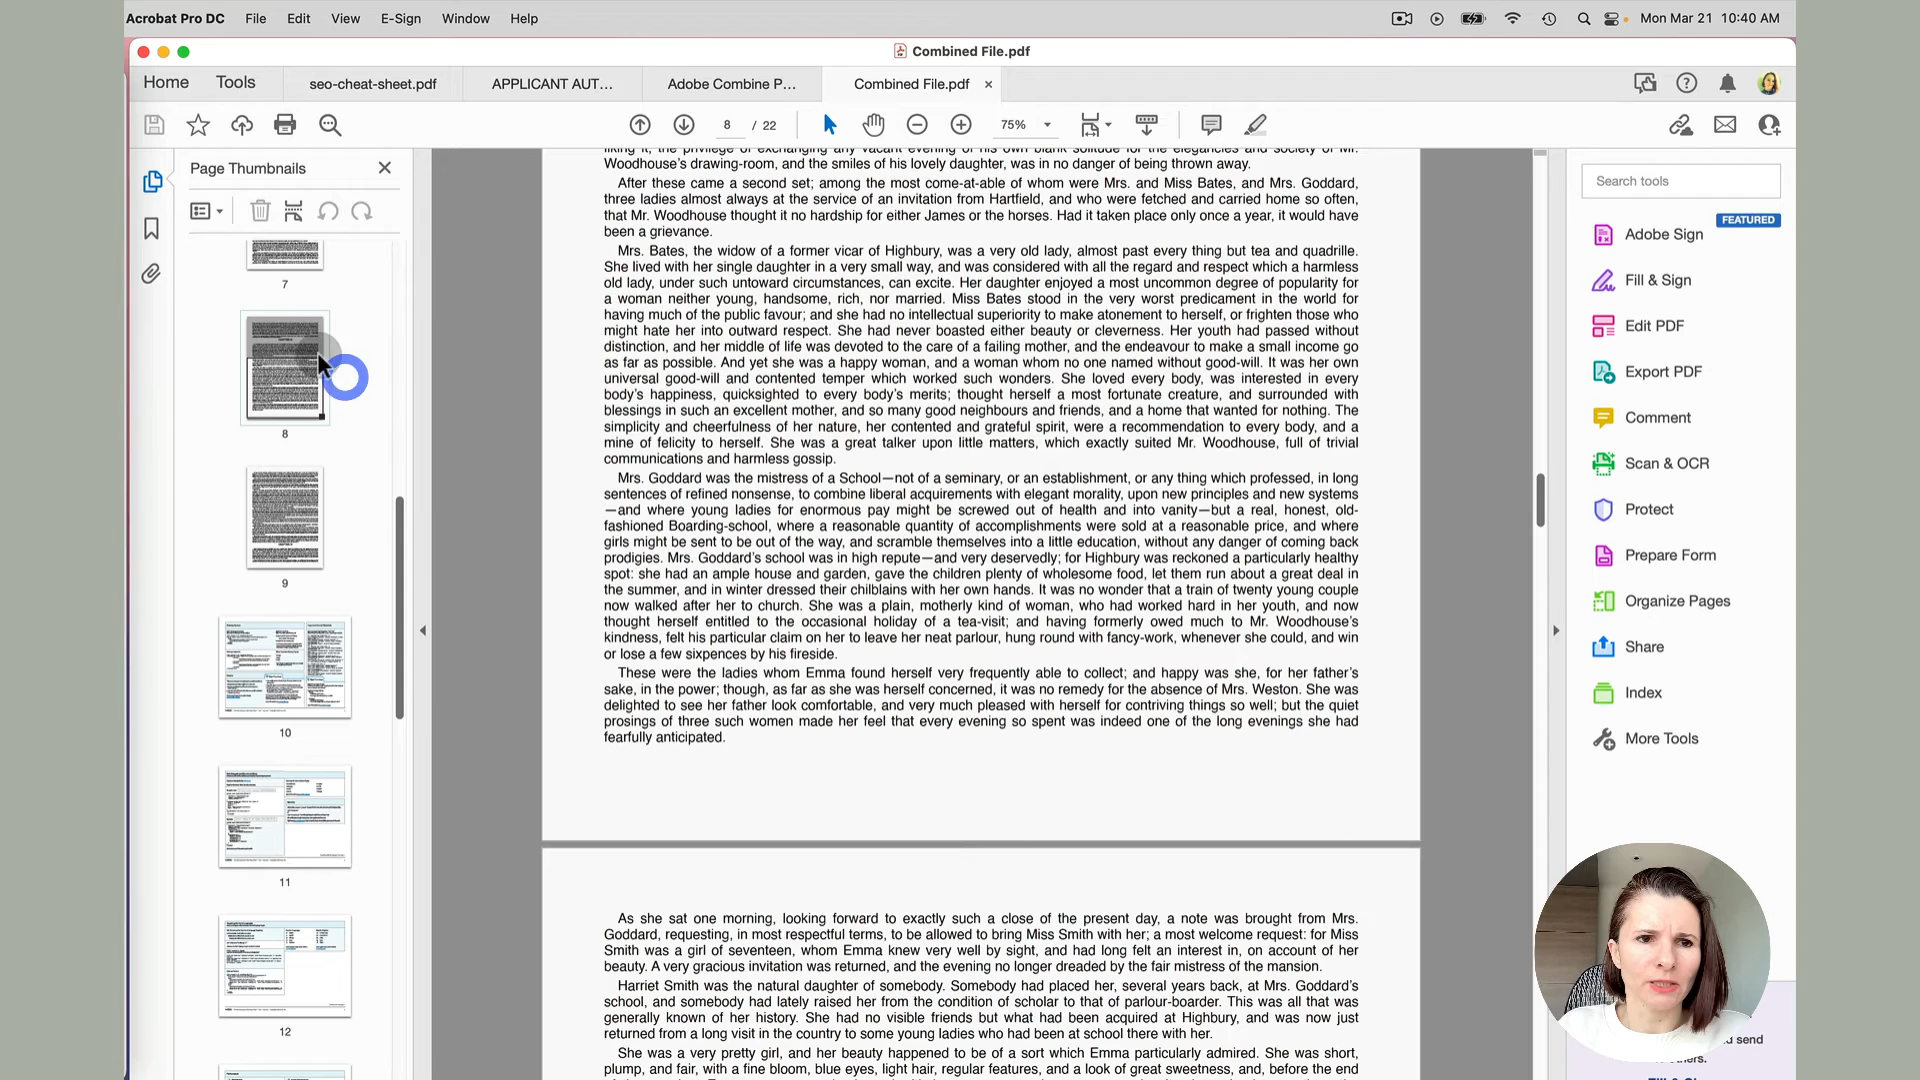 Acrobat Pro DC File Edit View E-Sign Window Help Mon Mar 21 10:40 AM
Combined File.pdf
Home Tools seo-cheat-sheet.pdf APPLICANT AUT... Adobe Combine P... Combined File.pdf ×
8 / 22 75%
Page Thumbnails
7
8
9
10
11
12
liking it, the privilege of exchanging any vacant evening of his own blank solitude for the elegancies and society of Mr.
Woodhouse's drawing-room, and the smiles of his lovely daughter, was in no danger of being thrown away.
After these came a second set; among the most come-at-able of whom were Mrs. and Miss Bates, and Mrs. Goddard,
three ladies almost always at the service of an invitation from Hartfield, and who were fetched and carried home so often,
that Mr. Woodhouse thought it no hardship for either James or the horses. Had it taken place only once a year, it would have
been a grievance.
Mrs. Bates, the widow of a former vicar of Highbury, was a very old lady, almost past every thing but tea and quadrille.
She lived with her single daughter in a very small way, and was considered with all the regard and respect which a harmless
old lady, under such untoward circumstances, can excite. Her daughter enjoyed a most uncommon degree of popularity for
a woman neither young, handsome, rich, nor married. Miss Bates stood in the very worst predicament in the world for
having much of the public favour; and she had no intellectual superiority to make atonement to herself, or frighten those who
might hate her into outward respect. She had never boasted either beauty or cleverness. Her youth had passed without
distinction, and her middle of life was devoted to the care of a failing mother, and the endeavour to make a small income go
as far as possible. And yet she was a happy woman, and a woman whom no one named without good-will. It was her own
universal good-will and contented temper which worked such wonders. She loved every body, was interested in every
body's happiness, quicksighted to every body's merits; thought herself a most fortunate creature, and surrounded with
blessings in such an excellent mother, and so many good neighbours and friends, and a home that wanted for nothing. The
simplicity and cheerfulness of her nature, her contented and grateful spirit, were a recommendation to every body, and a
mine of felicity to herself. She was a great talker upon little matters, which exactly suited Mr. Woodhouse, full of trivial
communications and harmless gossip.
Mrs. Goddard was the mistress of a School—not of a seminary, or an establishment, or any thing which professed, in long
sentences of refined nonsense, to combine liberal acquirements with elegant morality, upon new principles and new systems
—and where young ladies for enormous pay might be screwed out of health and into vanity—but a real, honest, old-
fashioned Boarding-school, where a reasonable quantity of accomplishments were sold at a reasonable price, and where
girls might be sent to be out of the way, and scramble themselves into a little education, without any danger of coming back
prodigies. Mrs. Goddard's school was in high repute—and very deservedly; for Highbury was reckoned a particularly healthy
spot: she had an ample house and garden, gave the children plenty of wholesome food, let them run about a great deal in
the summer, and in winter dressed their chilblains with her own hands. It was no wonder that a train of twenty young couple
now walked after her to church. She was a plain, motherly kind of woman, who had worked hard in her youth, and now
thought herself entitled to the occasional holiday of a tea-visit; and having formerly owed much to Mr. Woodhouse's
kindness, felt his particular claim on her to leave her neat parlour, hung round with fancy-work, whenever she could, and win
or lose a few sixpences by his fireside.
These were the ladies whom Emma found herself very frequently able to collect; and happy was she, for her father's
sake, in the power; though, as far as she was herself concerned, it was no remedy for the absence of Mrs. Weston. She was
delighted to see her father look comfortable, and very much pleased with herself for contriving things so well; but the quiet
prosings of three such women made her feel that every evening so spent was indeed one of the long evenings she had
fearfully anticipated.
As she sat one morning, looking forward to exactly such a close of the present day, a note was brought from Mrs.
Goddard, requesting, in most respectful terms, to be allowed to bring Miss Smith with her; a most welcome request: for Miss
Smith was a girl of seventeen, whom Emma knew very well by sight, and had long felt an interest in, on account of her
beauty. A very gracious invitation was returned, and the evening no longer dreaded by the fair mistress of the mansion.
Harriet Smith was the natural daughter of somebody. Somebody had placed her, several years back, at Mrs. Goddard's
school, and somebody had lately raised her from the condition of scholar to that of parlour-boarder. This was all that was
generally known of her history. She had no visible friends but what had been acquired at Highbury, and was now just
returned from a long visit in the country to some young ladies who had been at school there with her.
She was a very pretty girl, and her beauty happened to be of a sort which Emma particularly admired. She was short,
plump, and fair, with a fine bloom, blue eyes, light hair, regular features, and a look of great sweetness, and, before the end
Search tools
FEATURED
Adobe Sign
Fill & Sign
Edit PDF
Export PDF
Comment
Scan & OCR
Protect
Prepare Form
Organize Pages
Share
Index
More Tools
send